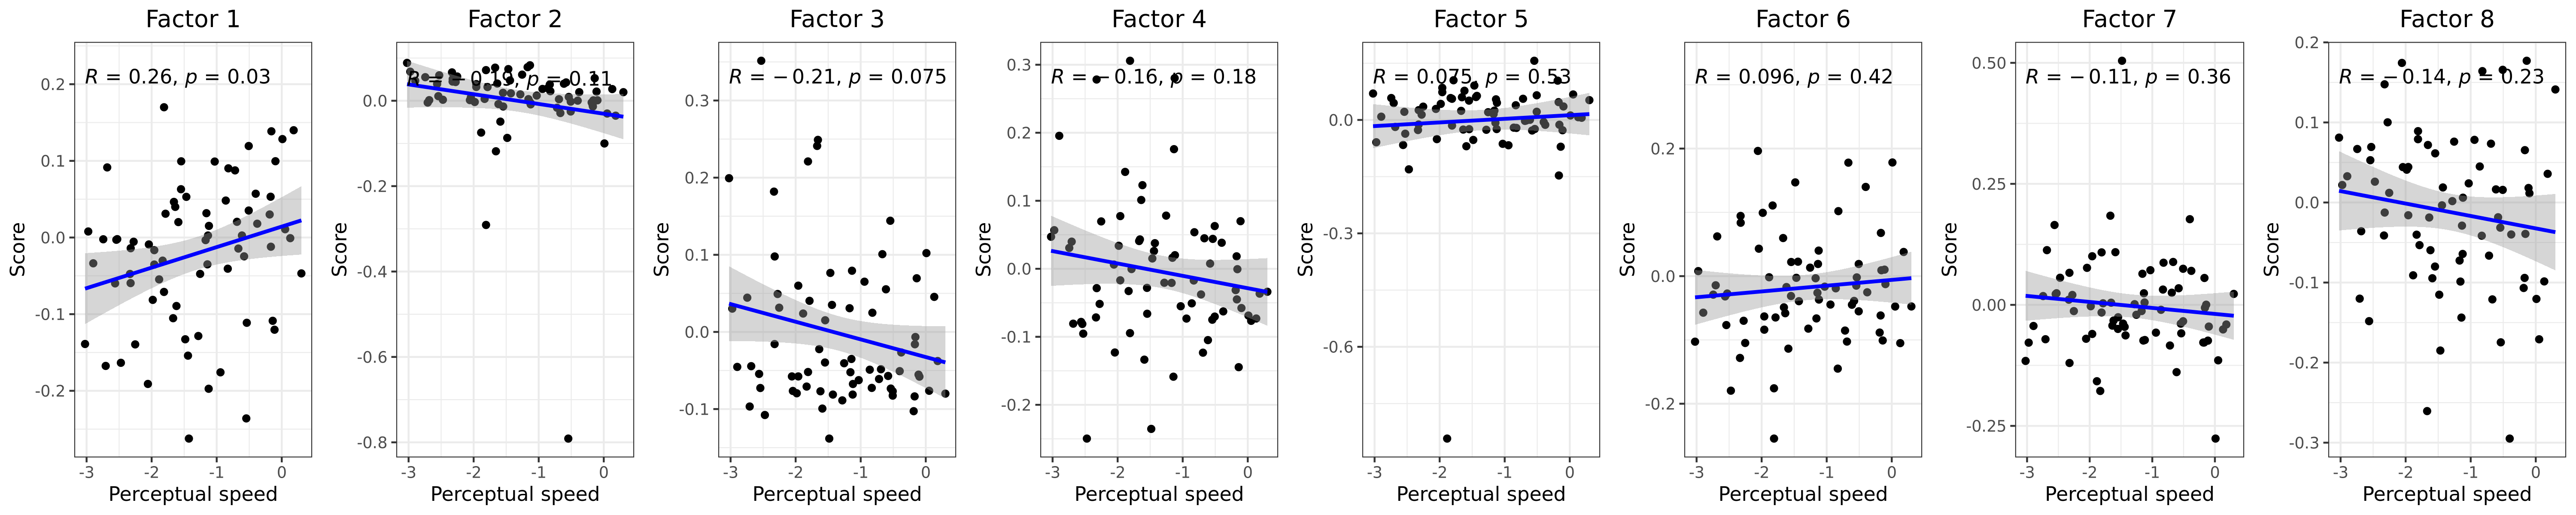 Factor 1
R = 0.26, p = 0.03
0.2
0.1
0.0
-0.1
-0.2
Score
-3 -2 -1 0
Perceptual speed
Factor 2
R = −0.19, p = 0.11
0.0
-0.2
-0.4
-0.6
-0.8
Score
-3 -2 -1 0
Perceptual speed
Factor 3
R = −0.21, p = 0.075
0.3
0.2
0.1
0.0
-0.1
Score
-3 -2 -1 0
Perceptual speed
Factor 4
R = −0.16, p = 0.18
0.3
0.2
0.1
0.0
-0.1
-0.2
Score
-3 -2 -1 0
Perceptual speed
Factor 5
R = 0.075, p = 0.53
0.0
-0.3
-0.6
Score
-3 -2 -1 0
Perceptual speed
Factor 6
R = 0.096, p = 0.42
0.2
0.0
-0.2
Score
-3 -2 -1 0
Perceptual speed
Factor 7
R = −0.11, p = 0.36
0.50
0.25
0.00
-0.25
Score
-3 -2 -1 0
Perceptual speed
Factor 8
R = −0.14, p = 0.23
0.2
0.1
0.0
-0.1
-0.2
-0.3
Score
-3 -2 -1 0
Perceptual speed